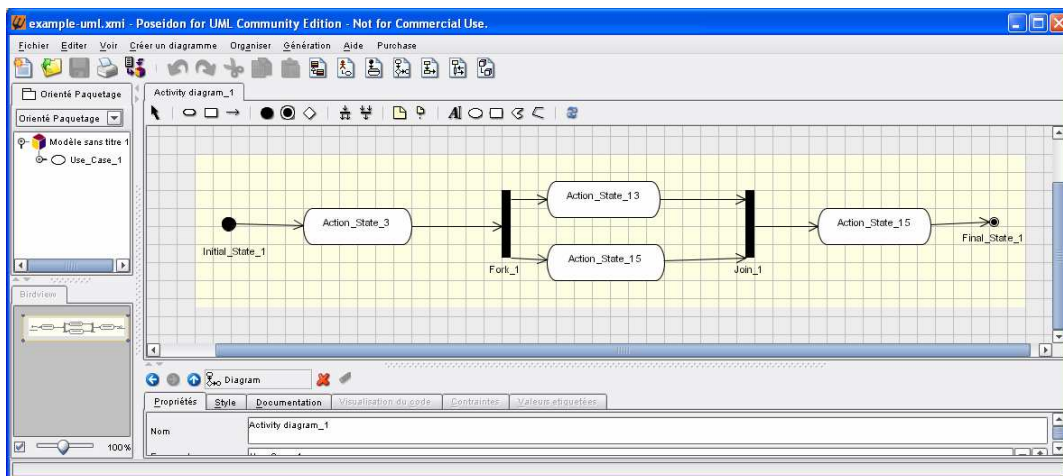 example-uml.xmi - Poseidon for UML Community Edition - Not for Commercial Use.
Fichier Editer Voir Créer un diagramme Organiser Génération Aide Purchase
Orienté Paquetage
Activity diagram_1
Orienté Paquetage
Modèle sans titre 1
Use_Case_1
Action_State_13
Action_State_3
Action_State_15
Initial_State_1
Final_State_1
Action_State_15
Fork_1
Join_1
Birdview
Diagram
Propriétés Style Documentation Visualisation du code Contraintes Valeurs etiquetées
Nom
Activity diagram_1
100%